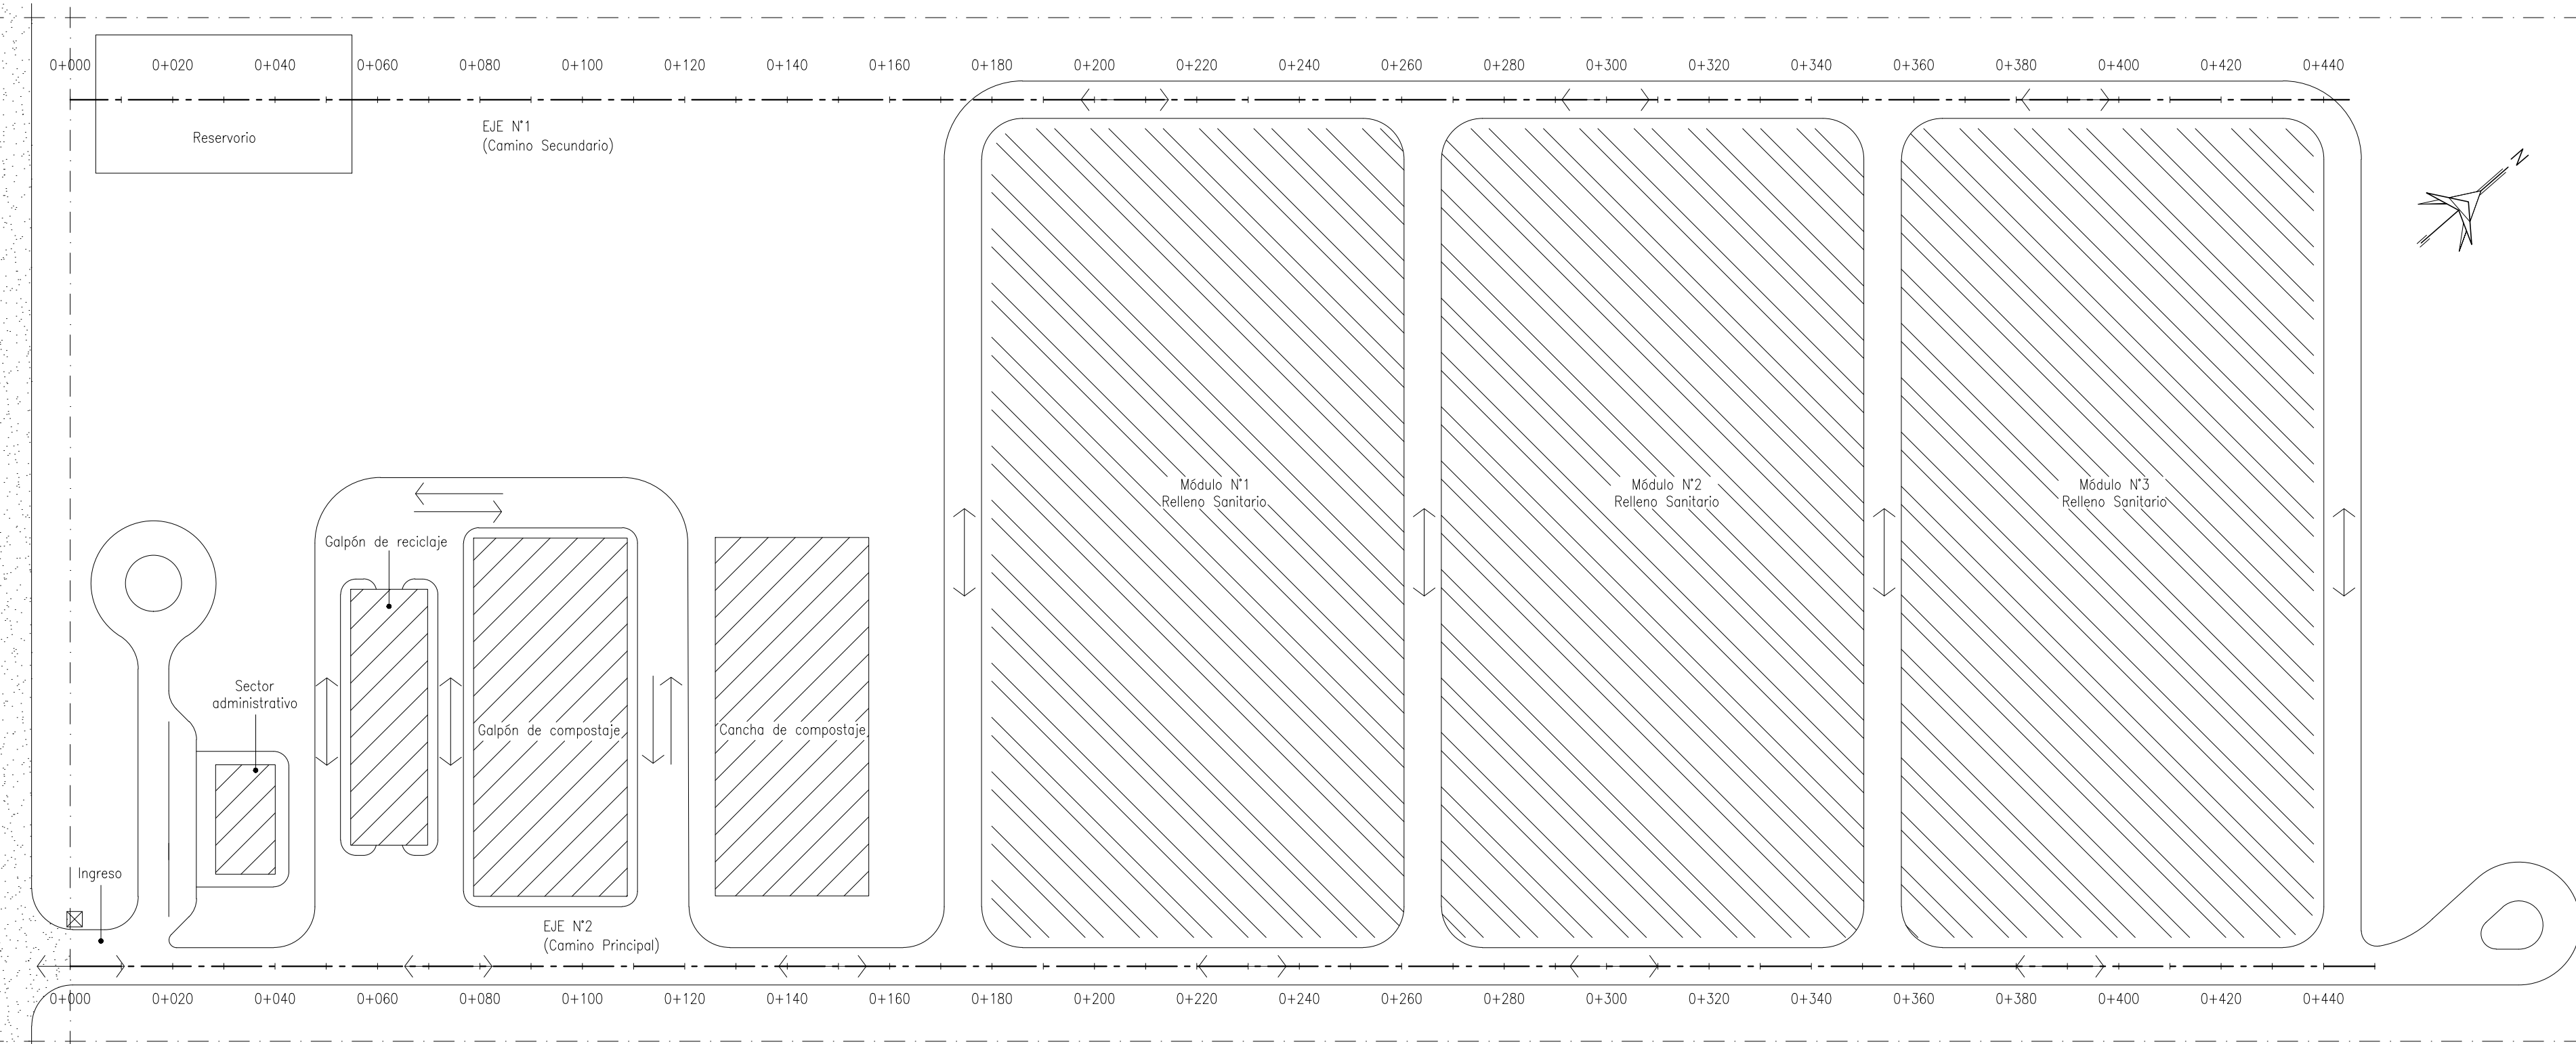 0+000 0+020 0+040 0+060 0+080 0+100 0+120 0+140 0+160 0+180 0+200 0+220 0+240 0+260 0+280 0+300 0+320 0+340 0+360 0+380 0+400 0+420 0+440
EJE N°1
(Camino Secundario)
Reservorio
N
Módulo N°1
Relleno Sanitario
Módulo N°2
Relleno Sanitario
Módulo N°3
Relleno Sanitario
Galpón de reciclaje
Sector
administrativo
Galpón de compostaje
Cancha de compostaje
Ingreso
EJE N°2
(Camino Principal)
0+000 0+020 0+040 0+060 0+080 0+100 0+120 0+140 0+160 0+180 0+200 0+220 0+240 0+260 0+280 0+300 0+320 0+340 0+360 0+380 0+400 0+420 0+440